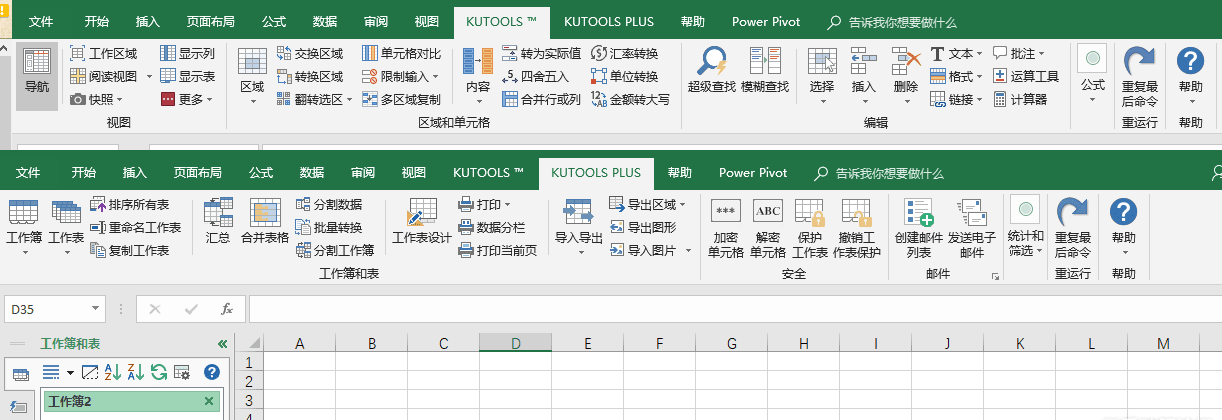 文件 开始 插入 页面布局 公式 数据 审阅 视图 KUTOOLS ™ KUTOOLS PLUS 帮助 Power Pivot 告诉我你想要做什么
工作区域 显示列 交换区域 单元格对比 转为实际值 汇率转换 文本 批注
导航 阅读视图 显示表 区域 转换区域 限制输入 内容 四舍五入 单位转换 超级查找 模糊查找 选择 插入 删除 格式 运算工具 公式 重复最后命令 帮助
快照 更多 翻转选区 多区域复制 合并行或列 金额转大写 链接 计算器
视图 区域和单元格 编辑 重运行 帮助
文件 开始 插入 页面布局 公式 数据 审阅 视图 KUTOOLS ™ KUTOOLS PLUS 帮助 Power Pivot 告诉我你想要做什么
排序所有表 分割数据 打印 导出区域
工作簿 工作表 重命名工作表 汇总 合并表格 批量转换 工作表设计 数据分栏 导入导出 导出图形 加密单元格 解密单元格 保护工作表 撤销工作表保护 创建邮件列表 发送电子邮件 统计和筛选 重复最后命令 帮助
复制工作表 分割工作簿 打印当前页 导入图片
工作簿和表 安全 邮件 重运行 帮助
D35 fx
工作簿和表 « A B C D E F G H I J K L M
1
2
工作簿2 × 3
4